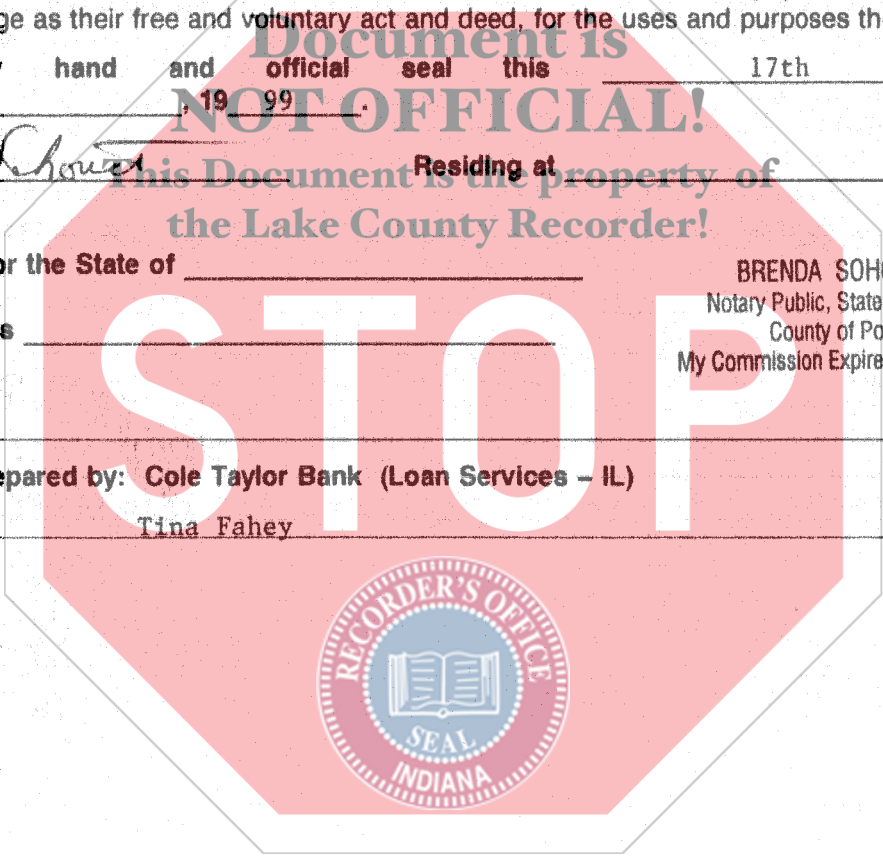 ge as their free and voluntary act and deed, for the uses and purposes th
Document is
hand and official seal this 17th
, 19 99 .
NOT OFFICIAL!
Residing at
This Document is the property of
the Lake County Recorder!
or the State of
BRENDA SOHO
Notary Public, State
s
County of Po
My Commission Expire
STOP
epared by: Cole Taylor Bank (Loan Services – IL)
Tina Fahey
RECORDER'S OFFICE
SEAL
INDIANA